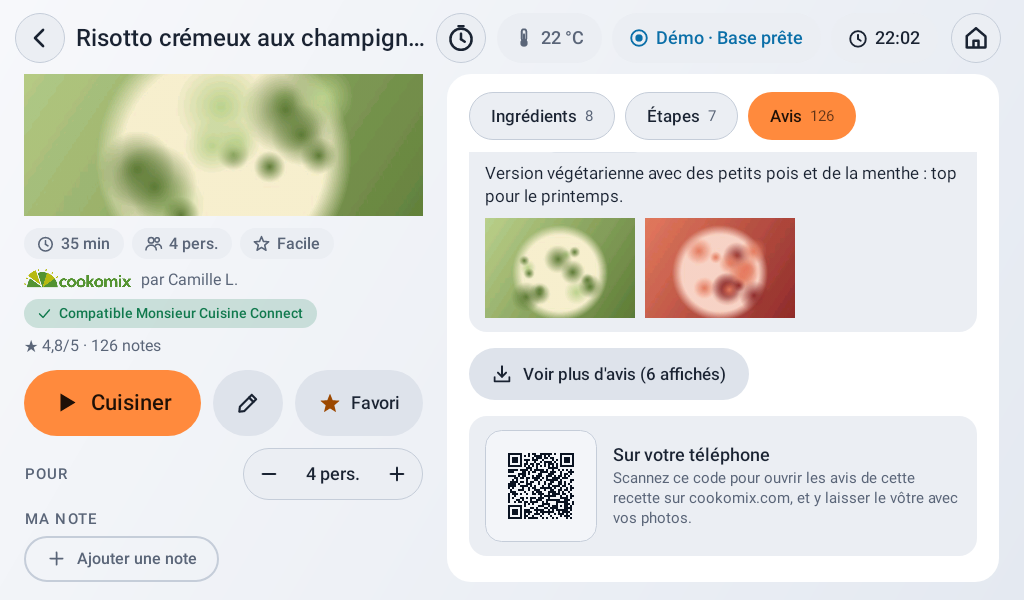 Risotto crémeux aux champign...
22 °C
Démo · Base prête
22:02
35 min
4 pers.
Facile
cookomix par Camille L.
Compatible Monsieur Cuisine Connect
★ 4,8/5 · 126 notes
Cuisiner
Favori
POUR
4 pers.
MA NOTE
Ajouter une note
Ingrédients 8
Étapes 7
Avis 126
Version végétarienne avec des petits pois et de la menthe : top
pour le printemps.
Voir plus d'avis (6 affichés)
Sur votre téléphone
Scannez ce code pour ouvrir les avis de cette
recette sur cookomix.com, et y laisser le vôtre avec
vos photos.